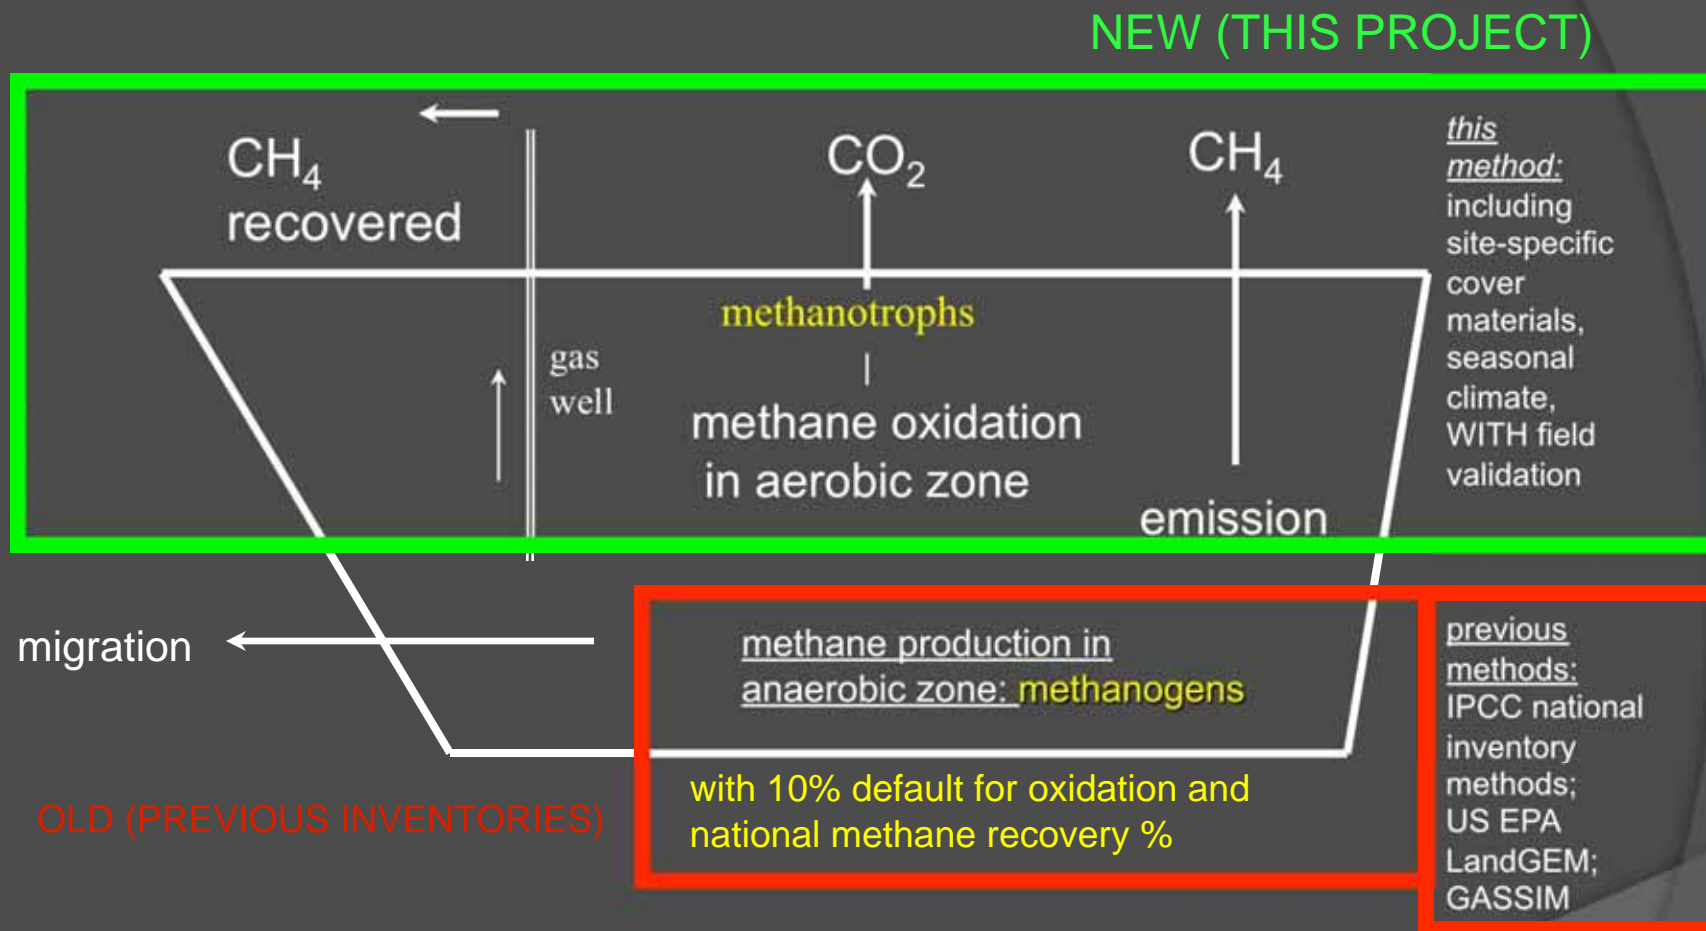 NEW (THIS PROJECT)
CH₄
recovered
CO₂
CH₄
methanotrophs
gas
well
methane oxidation
in aerobic zone
emission
this
method:
including
site-specific
cover
materials,
seasonal
climate,
WITH field
validation
migration
methane production in
anaerobic zone: methanogens
with 10% default for oxidation and
national methane recovery %
OLD (PREVIOUS INVENTORIES)
previous
methods:
IPCC national
inventory
methods;
US EPA
LandGEM;
GASSIM